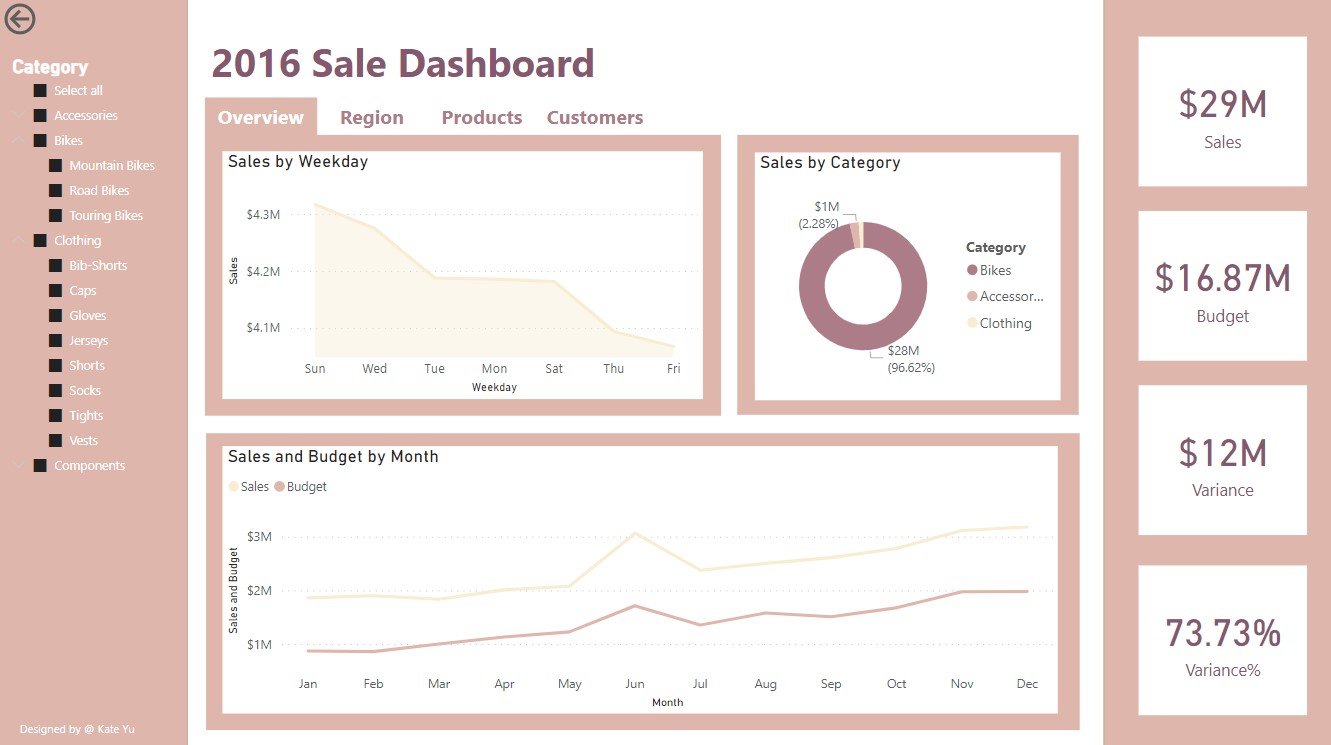 Category
Select all
Accessories
Bikes
Mountain Bikes
Road Bikes
Touring Bikes
Clothing
Bib-Shorts
Caps
Gloves
Jerseys
Shorts
Socks
Tights
Vests
Components
Designed by @ Kate Yu
2016 Sale Dashboard
Overview Region Products Customers
Sales by Weekday
Sales
$4.3M
$4.2M
$4.1M
Sun Wed Tue Mon Sat Thu Fri
Weekday
Sales by Category
$1M
(2.28%)
$28M
(96.62%)
Category
Bikes
Accessor...
Clothing
Sales and Budget by Month
Sales Budget
Sales and Budget
$3M
$2M
$1M
Jan Feb Mar Apr May Jun Jul Aug Sep Oct Nov Dec
Month
$29M
Sales
$16.87M
Budget
$12M
Variance
73.73%
Variance%